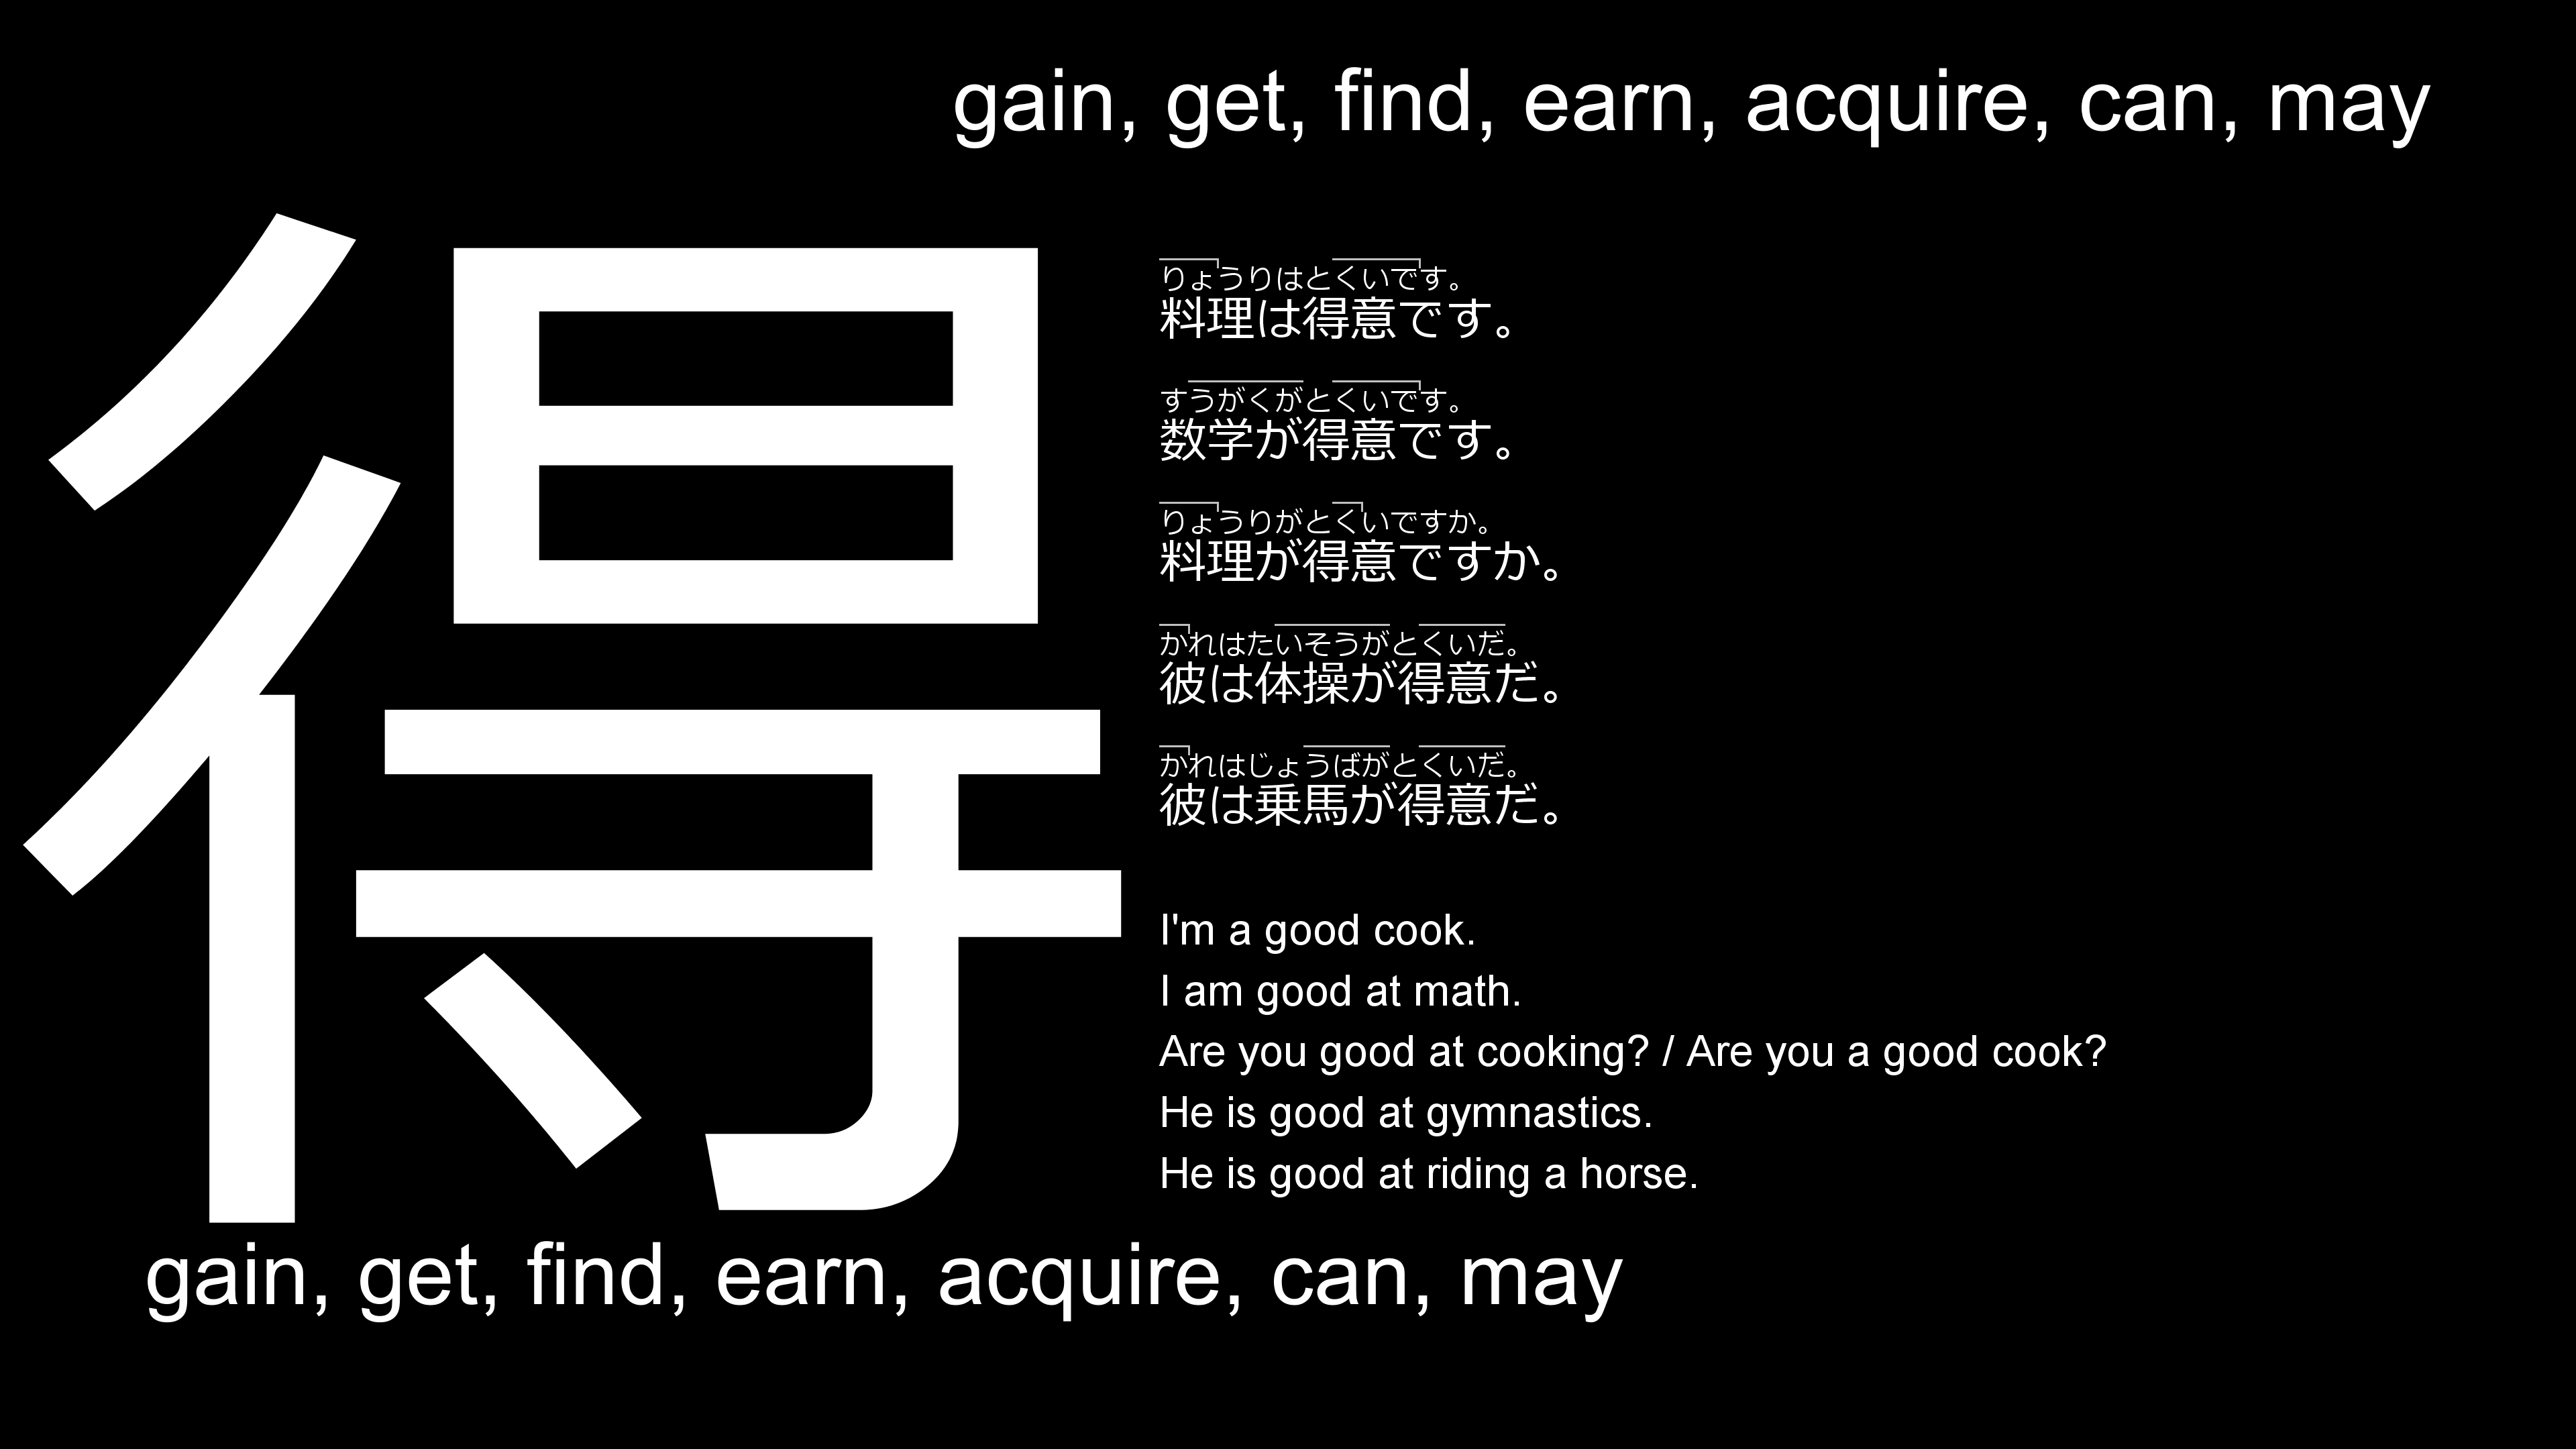 gain, get, find, earn, acquire, can, may
得
りょうりはとくいです。
料理は得意です。
すうがくがとくいです。
数学が得意です。
りょうりがとくいですか。
料理が得意ですか。
かれはたいそうがとくいだ。
彼は体操が得意だ。
かれはじょうばがとくいだ。
彼は乗馬が得意だ。
I'm a good cook.
I am good at math.
Are you good at cooking? / Are you a good cook?
He is good at gymnastics.
He is good at riding a horse.
gain, get, find, earn, acquire, can, may